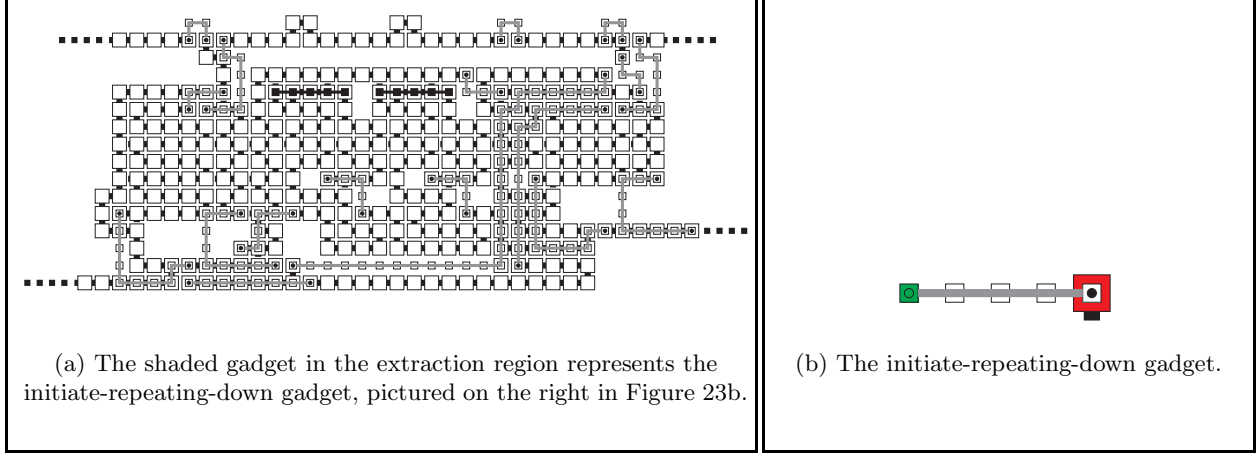 (a) The shaded gadget in the extraction region represents the
initiate-repeating-down gadget, pictured on the right in Figure 23b.
(b) The initiate-repeating-down gadget.